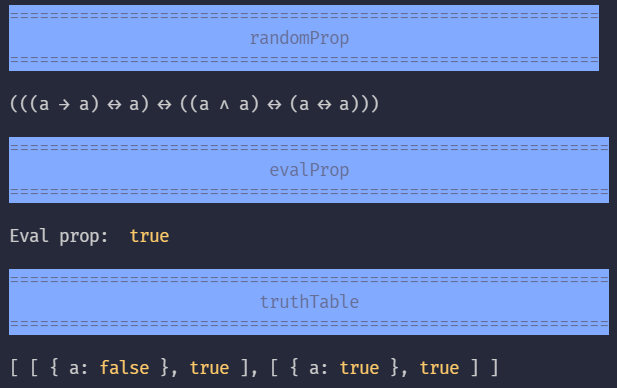 ===========================================================
randomProp
===========================================================
(((a → a) ↔ a) ↔ ((a ∧ a) ↔ (a ↔ a)))
============================================================
evalProp
============================================================
Eval prop:  true
============================================================
truthTable
============================================================
[ [ { a: false }, true ], [ { a: true }, true ] ]